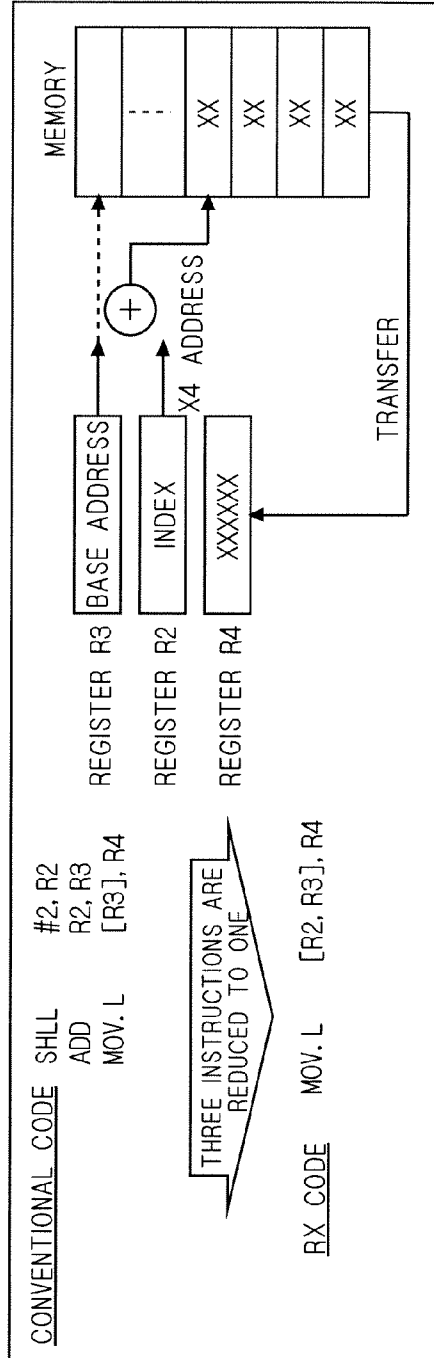 CONVENTIONAL CODE
SHLL #2, R2
ADD R2, R3
MOV. L [R3], R4
THREE INSTRUCTIONS ARE
REDUCED TO ONE
RX CODE MOV. L [R2, R3], R4
REGISTER R3
BASE ADDRESS
REGISTER R2
INDEX
X4
REGISTER R4
XXXXXX
+
ADDRESS
TRANSFER
MEMORY
XX
XX
XX
XX